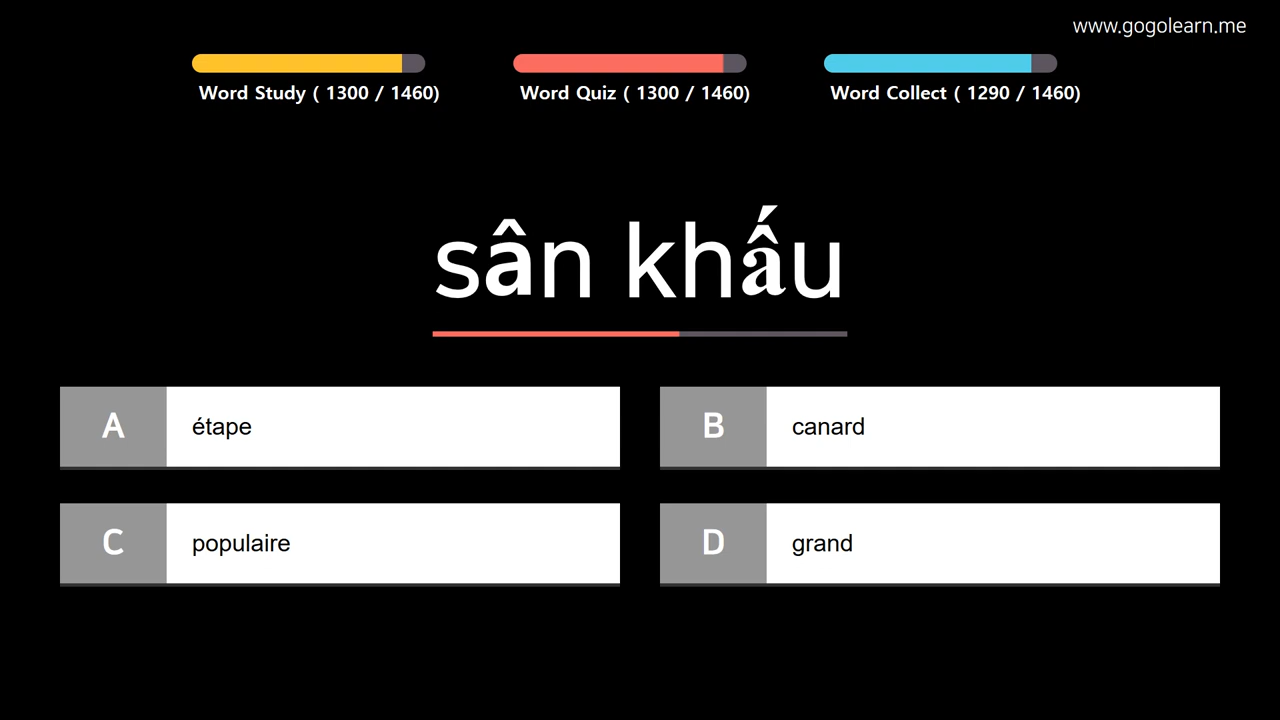 www.gogolearn.me
Word Study ( 1300 / 1460)
Word Quiz ( 1300 / 1460)
Word Collect ( 1290 / 1460)
sân khấu
A étape
B canard
C populaire
D grand